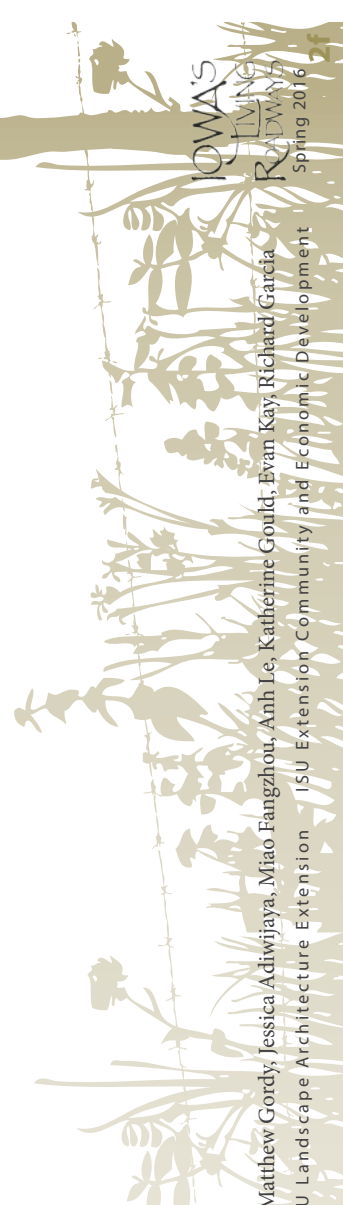 Matthew Gordy, Jessica Adiwijaya, Miao Fangzhou, Anh Le, Katherine Gould, Evan Kay, Richard Garcia
U Landscape Architecture Extension ISU Extension Community and Economic Development
IOWA'S
LIVING
ROADWAYS
Spring 2016
2f